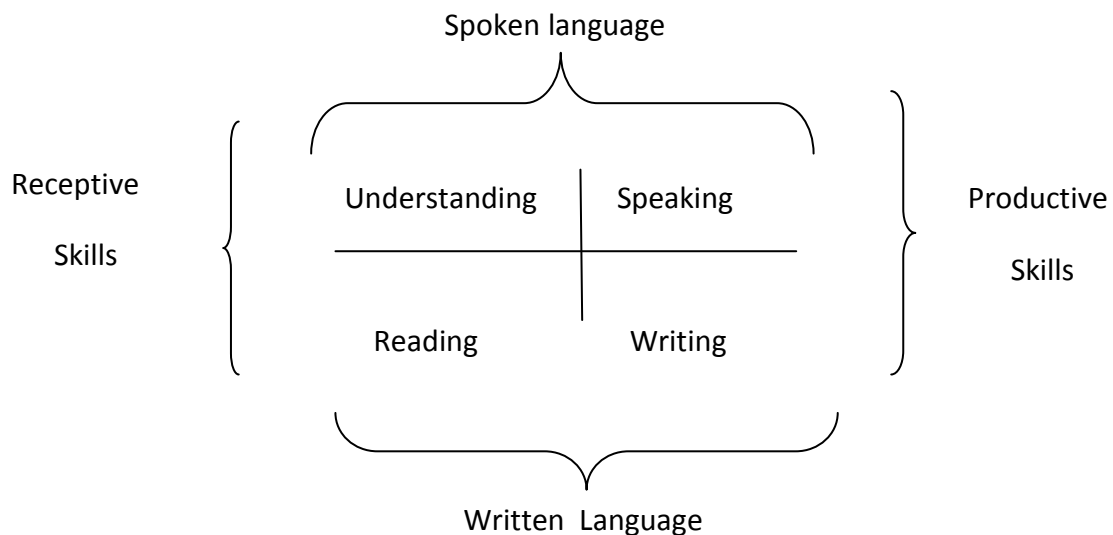 Spoken language
Receptive
Skills
Understanding
Speaking
Productive
Skills
Reading
Writing
Written Language